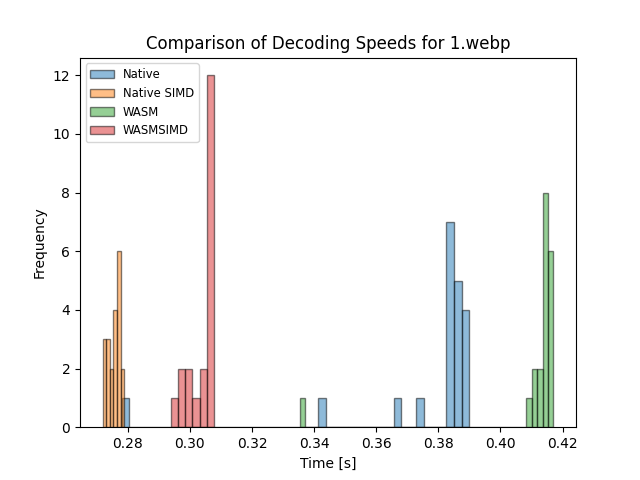 Comparison of Decoding Speeds for 1.webp
Native
Native SIMD
WASM
WASMSIMD
12
10
8
6
4
2
0
Frequency
0.28 0.30 0.32 0.34 0.36 0.38 0.40 0.42
Time [s]